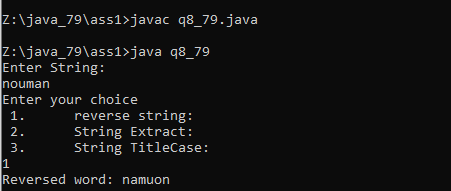 Z:\java_79\ass1>javac q8_79.java
Z:\java_79\ass1>java q8_79
Enter String:
nouman
Enter your choice
1.      reverse string:
2.      String Extract:
3.      String TitleCase:
1
Reversed word: namuon